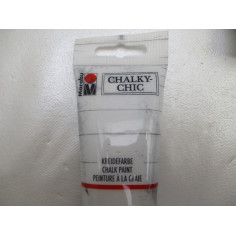 Marabu
CHALKY-
CHIC
KREIDEFARBE
CHALK PAINT
PEINTURE À LA CRAIE